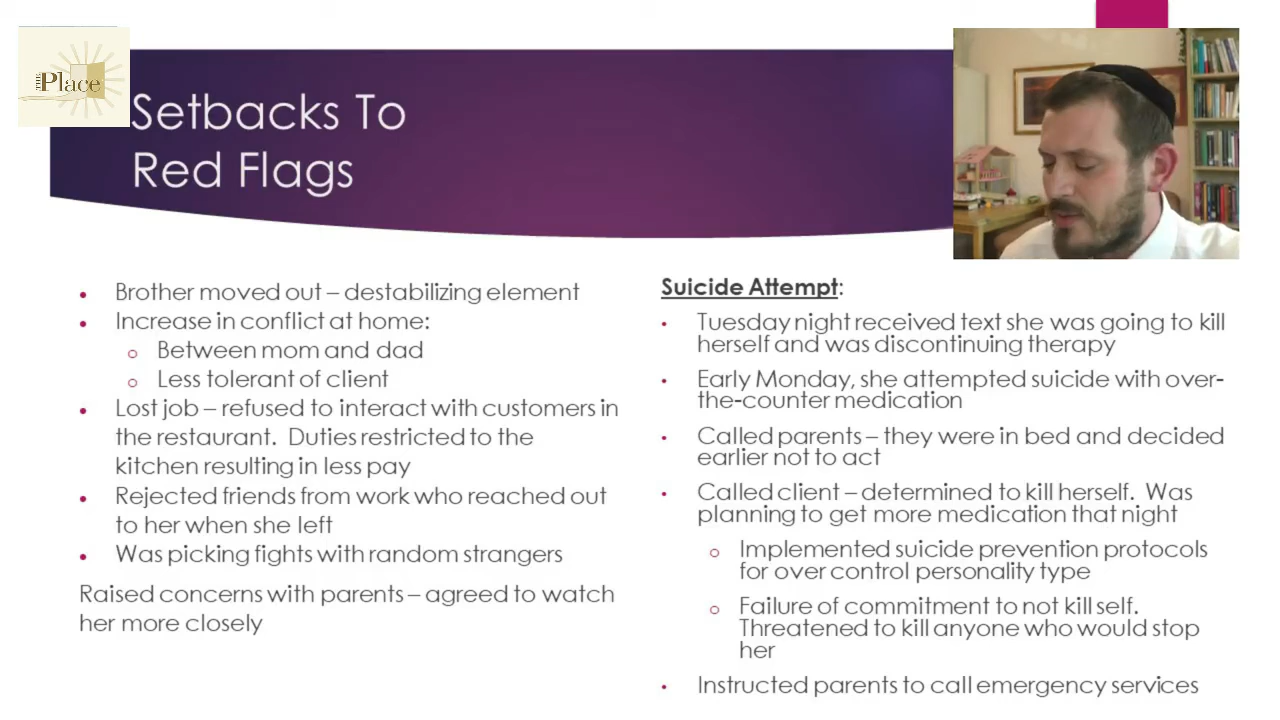 THE Place
Setbacks To
Red Flags
Brother moved out – destabilizing element
Increase in conflict at home:
Between mom and dad
Less tolerant of client
Lost job – refused to interact with customers in
the restaurant. Duties restricted to the
kitchen resulting in less pay
Rejected friends from work who reached out
to her when she left
Was picking fights with random strangers
Raised concerns with parents – agreed to watch
her more closely
Suicide Attempt:
Tuesday night received text she was going to kill
herself and was discontinuing therapy
Early Monday, she attempted suicide with over-
the-counter medication
Called parents – they were in bed and decided
earlier not to act
Called client – determined to kill herself. Was
planning to get more medication that night
Implemented suicide prevention protocols
for over control personality type
Failure of commitment to not kill self.
Threatened to kill anyone who would stop
her
Instructed parents to call emergency services